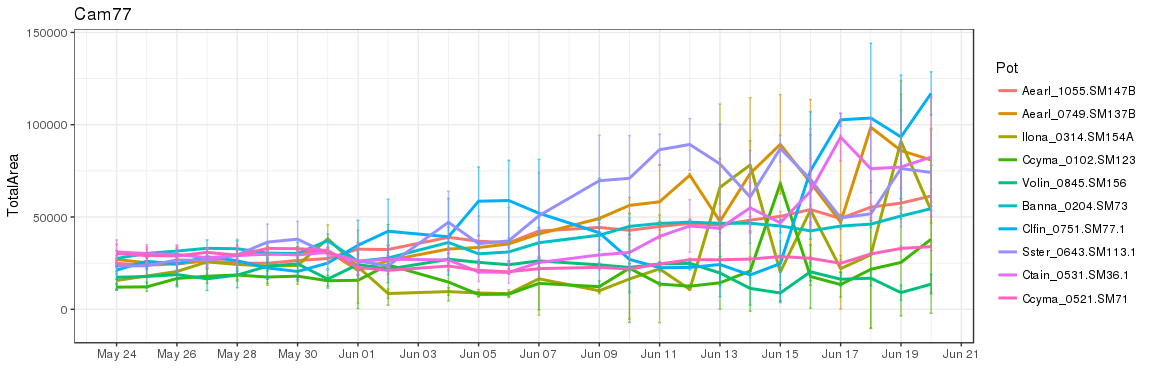 Cam77
TotalArea
150000
100000
50000
0
May 24 May 26 May 28 May 30 Jun 01 Jun 03 Jun 05 Jun 07 Jun 09 Jun 11 Jun 13 Jun 15 Jun 17 Jun 19 Jun 21
Pot
Aearl_1055.SM147B
Aearl_0749.SM137B
Ilona_0314.SM154A
Ccyma_0102.SM123
Volin_0845.SM156
Banna_0204.SM73
Clfin_0751.SM77.1
Sster_0643.SM113.1
Ctain_0531.SM36.1
Ccyma_0521.SM71